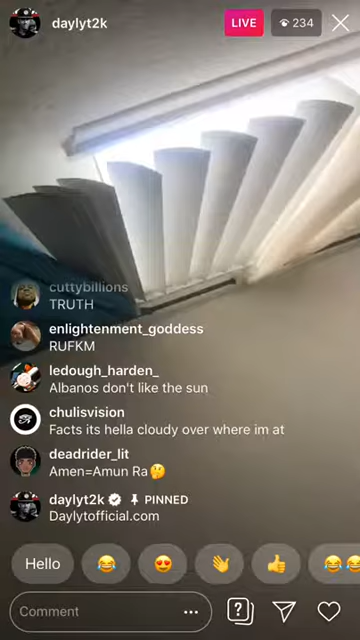 daylyt2k
LIVE
234
cuttybillions
TRUTH
enlightenment_goddess
RUFKM
ledough_harden_
Albanos don't like the sun
chulisvision
Facts its hella cloudy over where im at
deadrider_lit
Amen=Amun Ra🤔
daylyt2k PINNED
Daylytofficial.com
Hello 😂 😍 👋 👍 😂😂
Comment